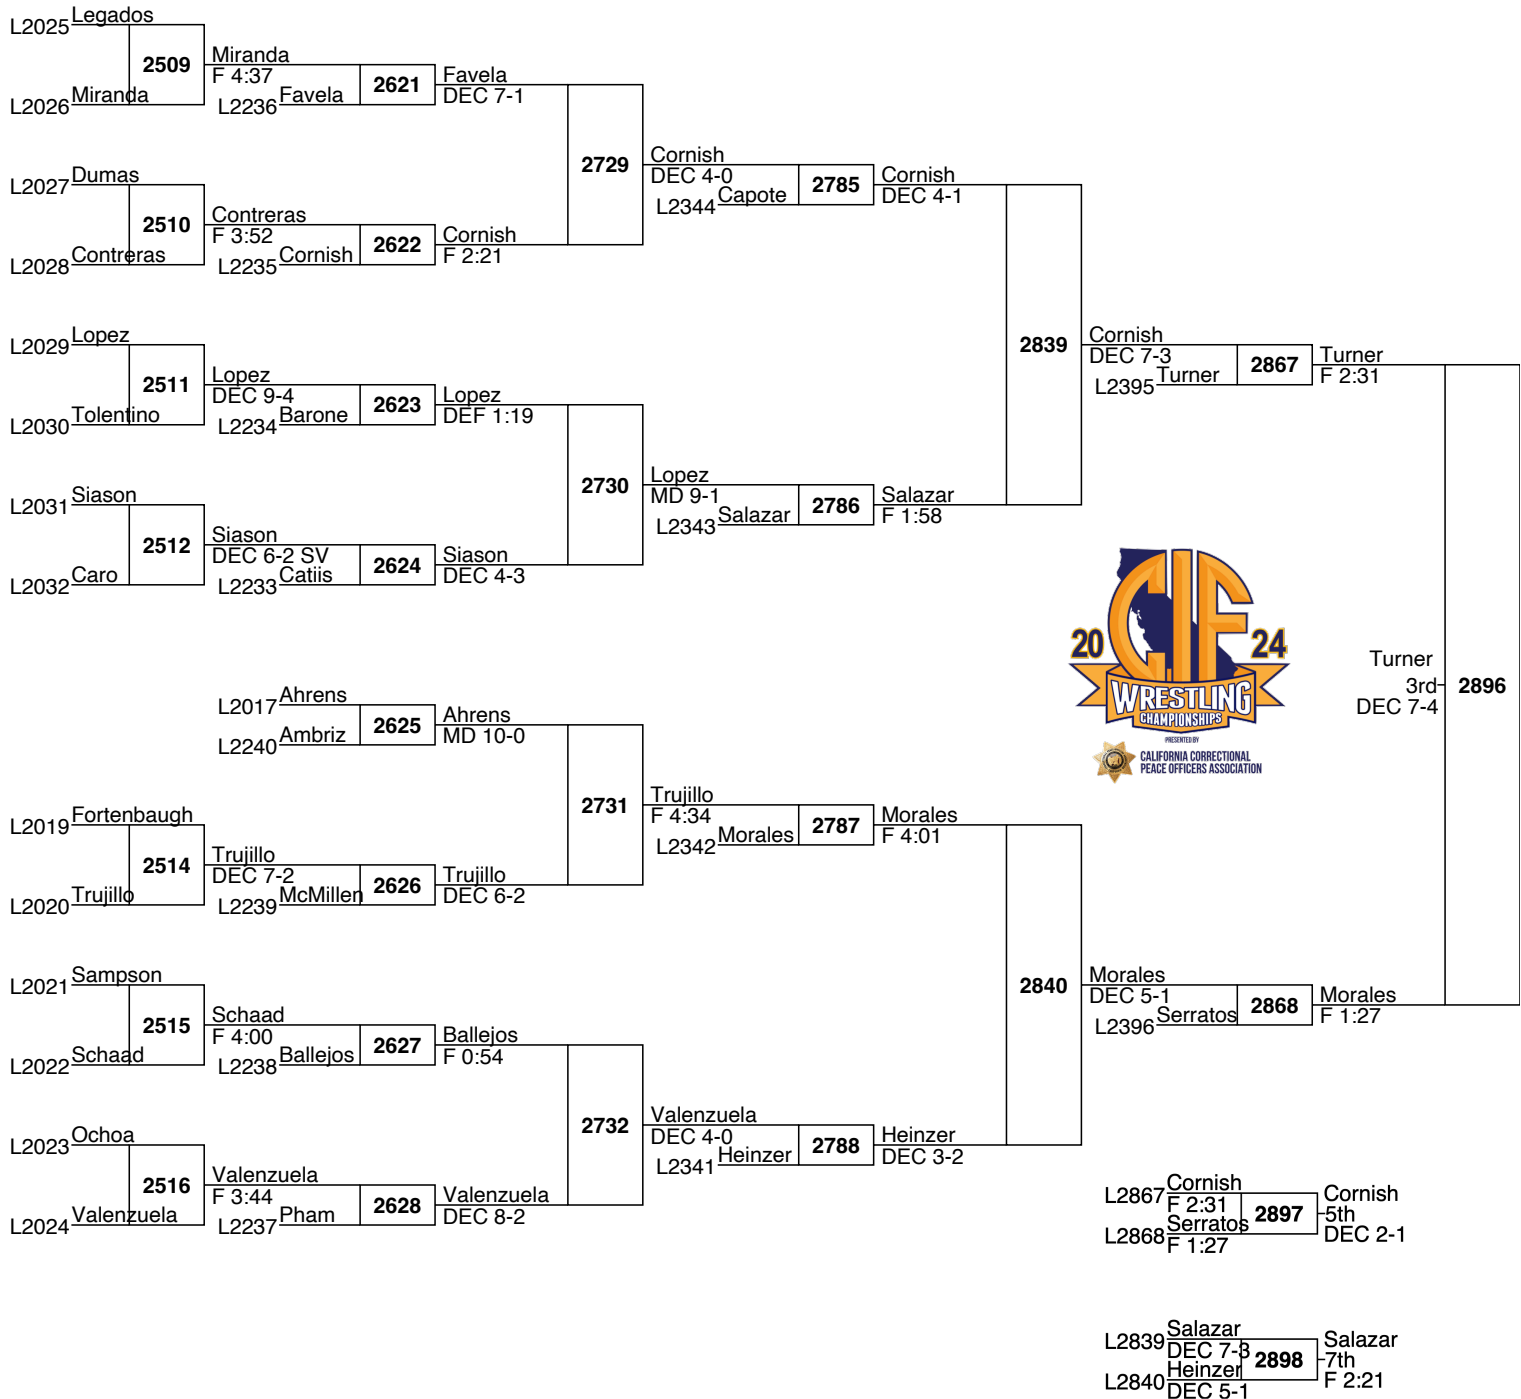 L2025 Legados
2509
Miranda
F 4:37
L2026 Miranda
L2236 Favela
2621
Favela
DEC 7-1
2729
L2027 Dumas
2510
Contreras
F 3:52
L2028 Contreras
L2235 Cornish
2622
Cornish
F 2:21
Cornish
DEC 4-0
L2344 Capote
2785
Cornish
DEC 4-1
L2029 Lopez
2511
Lopez
DEC 9-4
L2030 Tolentino
L2234 Barone
2623
Lopez
DEF 1:19
2730
L2031 Siason
2512
Siason
DEC 6-2 SV
L2032 Caro
L2233 Catiis
2624
Siason
DEC 4-3
Lopez
MD 9-1
L2343 Salazar
2786
Salazar
F 1:58
2839
Cornish
DEC 7-3
L2395 Turner
2867
Turner
F 2:31
20 CIF 24
WRESTLING
CHAMPIONSHIPS
PRESENTED BY
CALIFORNIA CORRECTIONAL
PEACE OFFICERS ASSOCIATION
Turner
3rd
DEC 7-4
2896
L2017 Ahrens
L2240 Ambriz
2625
Ahrens
MD 10-0
2731
L2019 Fortenbaugh
2514
Trujillo
DEC 7-2
L2020 Trujillo
L2239 McMillen
2626
Trujillo
DEC 6-2
Trujillo
F 4:34
L2342 Morales
2787
Morales
F 4:01
L2021 Sampson
2515
Schaad
F 4:00
L2022 Schaad
L2238 Ballejos
2627
Ballejos
F 0:54
2732
L2023 Ochoa
2516
Valenzuela
F 3:44
L2024 Valenzuela
L2237 Pham
2628
Valenzuela
DEC 8-2
Valenzuela
DEC 4-0
L2341 Heinzer
2788
Heinzer
DEC 3-2
2840
Morales
DEC 5-1
L2396 Serratos
2868
Morales
F 1:27
L2867 Cornish
F 2:31
L2868 Serratos
F 1:27
2897
Cornish
5th
DEC 2-1
L2839 Salazar
DEC 7-3
L2840 Heinzer
DEC 5-1
2898
Salazar
7th
F 2:21